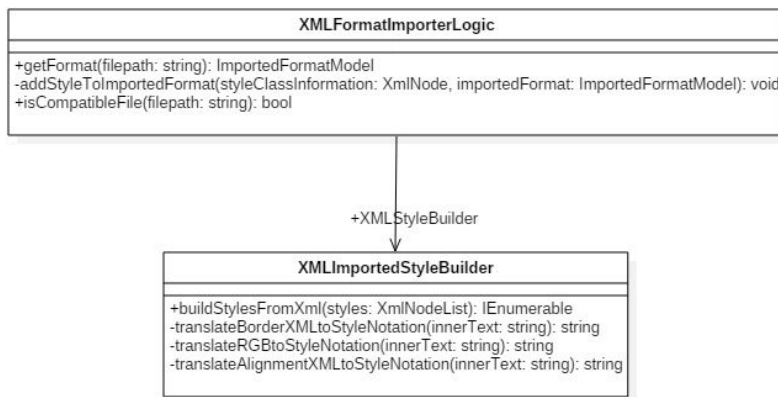 XMLFormatImporterLogic
+getFormat(filepath: string): ImportedFormatModel
-addStyleToImportedFormat(styleClassInformation: XmlNode, importedFormat: ImportedFormatModel): void
+isCompatibleFile(filepath: string): bool
+XMLStyleBuilder
XMLImportedStyleBuilder
+buildStylesFromXml(styles: XmlNodeList): IEnumerable
-translateBorderXMLtoStyleNotation(innerText: string): string
-translateRGBtoStyleNotation(innerText: string): string
-translateAlignmentXMLtoStyleNotation(innerText: string): string